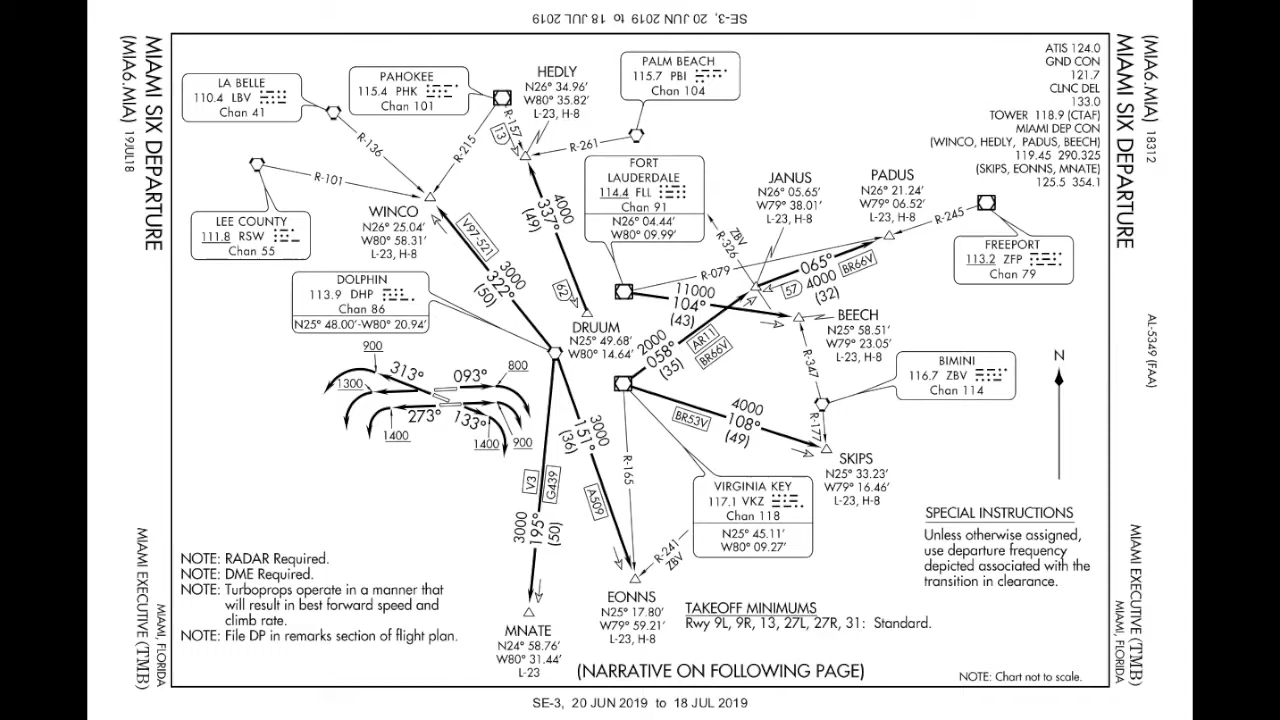 SE-3, 20 JUN 2019 to 18 JUL 2019
(MIA6.MIA) 19JUL18
MIAMI SIX DEPARTURE
(MIA6.MIA) 18312
MIAMI SIX DEPARTURE
AL-5349 (FAA)
ATIS 124.0
GND CON
121.7
CLNC DEL
133.0
TOWER 118.9 (CTAF)
MIAMI DEP CON
(WINCO, HEDLY, PADUS, BEECH)
119.45 290.325
(SKIPS, EONNS, MNATE)
125.5 354.1
LA BELLE
110.4 LBV
Chan 41
PAHOKEE
115.4 PHK
Chan 101
HEDLY
N26° 34.96'
W80° 35.82'
L-23, H-8
PALM BEACH
115.7 PBI
Chan 104
R-136
R-215
R-157
13
R-261
R-101
LEE COUNTY
111.8 RSW
Chan 55
WINCO
N26° 25.04'
W80° 58.31'
L-23, H-8
V97-521
3000
322°
(50)
4000
337°
(49)
62
FORT
LAUDERDALE
114.4 FLL
Chan 91
N26° 04.44'
W80° 09.99'
JANUS
N26° 05.65'
W79° 38.01'
L-23, H-8
ZBV
R-326
PADUS
N26° 21.24'
W79° 06.52'
L-23, H-8
R-245
FREEPORT
113.2 ZFP
Chan 79
R-079
065°
4000
(32)
BR66V
57
11000
104°
(43)
DOLPHIN
113.9 DHP
Chan 86
N25° 48.00'-W80° 20.94'
DRUUM
N25° 49.68'
W80° 14.64'
2000
058°
(35)
AR11
BR66V
BEECH
N25° 58.51'
W79° 23.05'
L-23, H-8
BIMINI
116.7 ZBV
Chan 114
R-347
R-177
N
900
313°
093°
800
1300
273°
133°
1400
1400
900
4000
108°
(49)
BR53V
SKIPS
N25° 33.23'
W79° 16.46'
L-23, H-8
3000
151°
(36)
A509
R-165
V3
G439
3000
195°
(50)
VIRGINIA KEY
117.1 VKZ
Chan 118
N25° 45.11'
W80° 09.27'
R-241
ZBV
EONNS
N25° 17.80'
W79° 59.21'
L-23, H-8
MNATE
N24° 58.76'
W80° 31.44'
L-23
SPECIAL INSTRUCTIONS
Unless otherwise assigned,
use departure frequency
depicted associated with the
transition in clearance.
NOTE: RADAR Required.
NOTE: DME Required.
NOTE: Turboprops operate in a manner that
will result in best forward speed and
climb rate.
NOTE: File DP in remarks section of flight plan.
TAKEOFF MINIMUMS
Rwy 9L, 9R, 13, 27L, 27R, 31: Standard.
(NARRATIVE ON FOLLOWING PAGE)
NOTE: Chart not to scale.
MIAMI, FLORIDA
MIAMI EXECUTIVE (TMB)
MIAMI EXECUTIVE (TMB)
MIAMI, FLORIDA
SE-3, 20 JUN 2019 to 18 JUL 2019